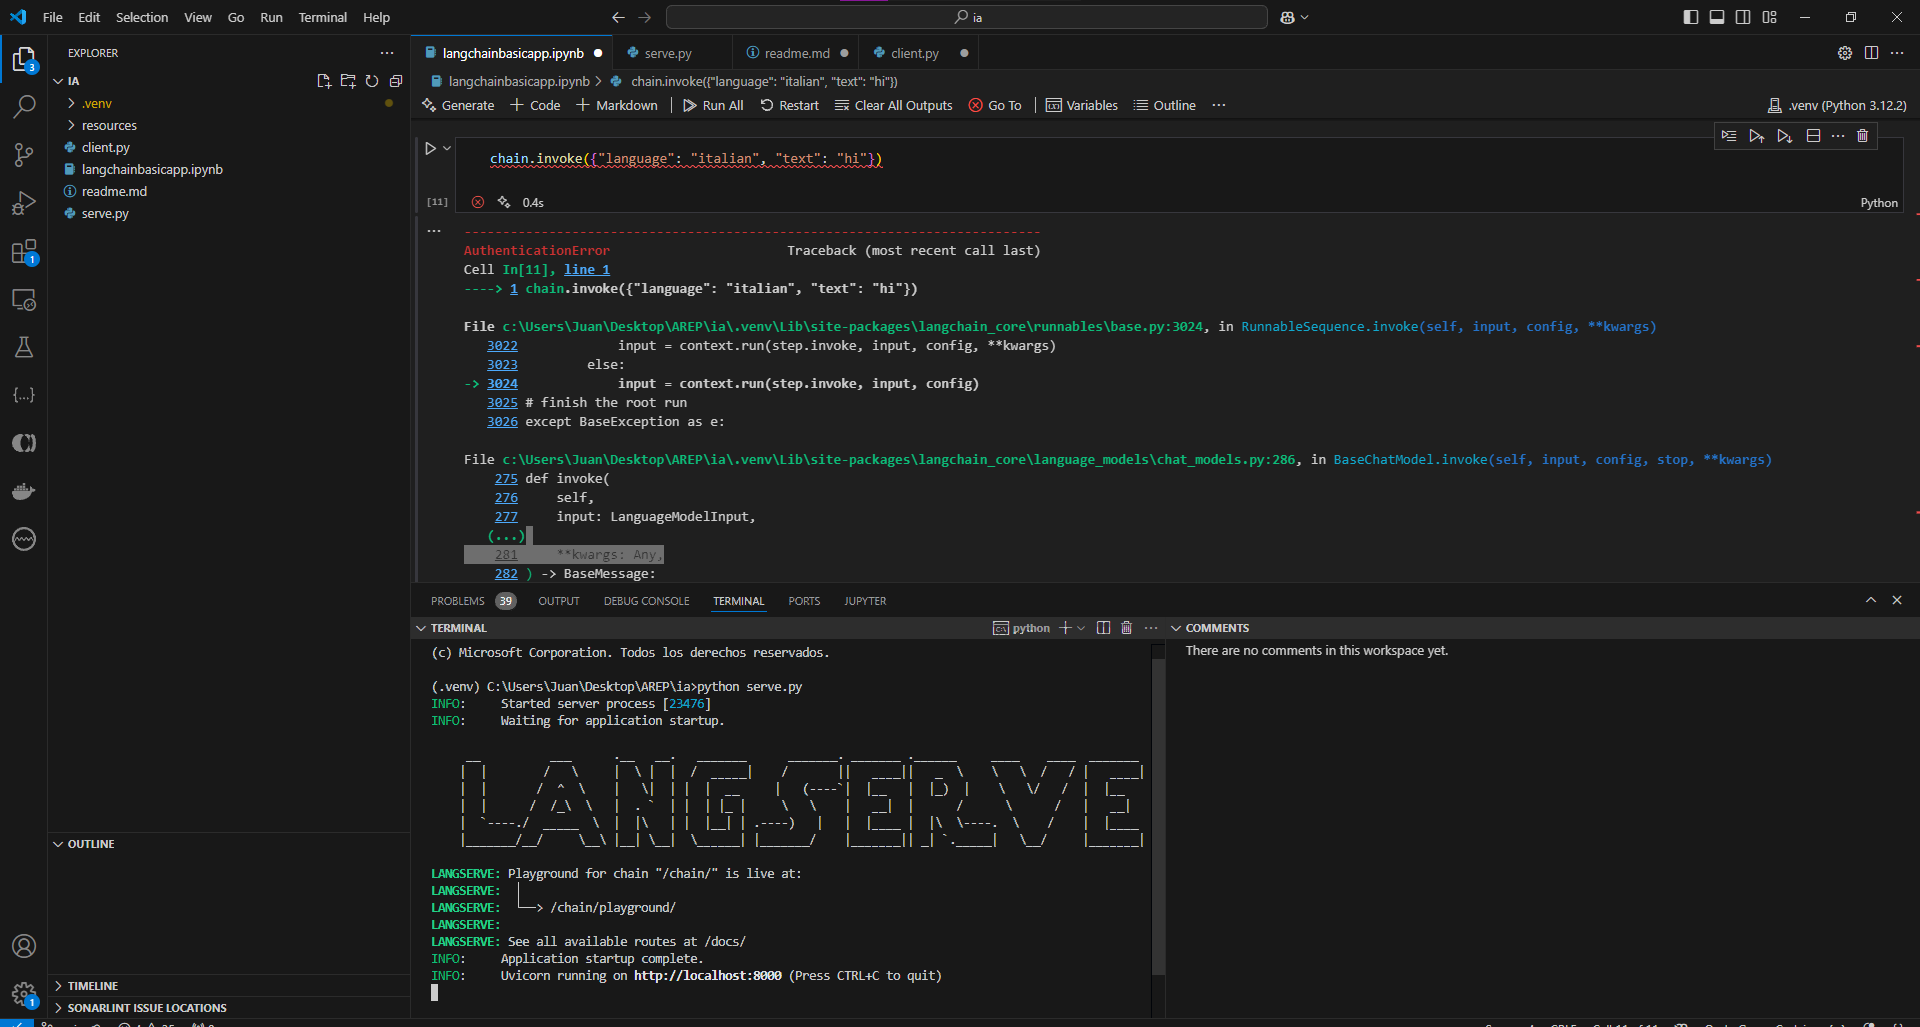 File Edit Selection View Go Run Terminal Help
ia
EXPLORER
IA
.venv
resources
client.py
langchainbasicapp.ipynb
readme.md
serve.py
OUTLINE
TIMELINE
SONARLINT ISSUE LOCATIONS
3
1
1
langchainbasicapp.ipynb serve.py readme.md client.py
langchainbasicapp.ipynb > chain.invoke({"language": "italian", "text": "hi"})
Generate + Code + Markdown Run All Restart Clear All Outputs Go To Variables Outline ... .venv (Python 3.12.2)
chain.invoke({"language": "italian", "text": "hi"})
[11] 0.4s Python
---------------------------------------------------------------------------
AuthenticationError Traceback (most recent call last)
Cell In[11], line 1
----> 1 chain.invoke({"language": "italian", "text": "hi"})
File c:\Users\Juan\Desktop\AREP\ia\.venv\Lib\site-packages\langchain_core\runnables\base.py:3024, in RunnableSequence.invoke(self, input, config, **kwargs)
3022 input = context.run(step.invoke, input, config, **kwargs)
3023 else:
-> 3024 input = context.run(step.invoke, input, config)
3025 # finish the root run
3026 except BaseException as e:
File c:\Users\Juan\Desktop\AREP\ia\.venv\Lib\site-packages\langchain_core\language_models\chat_models.py:286, in BaseChatModel.invoke(self, input, config, stop, **kwargs)
275 def invoke(
276 self,
277 input: LanguageModelInput,
(...)
281 **kwargs: Any,
282 ) -> BaseMessage:
PROBLEMS 39 OUTPUT DEBUG CONSOLE TERMINAL PORTS JUPYTER
TERMINAL python
(c) Microsoft Corporation. Todos los derechos reservados.
(.venv) C:\Users\Juan\Desktop\AREP\ia>python serve.py
INFO: Started server process [23476]
INFO: Waiting for application startup.
LANGSERVE
LANGSERVE: Playground for chain "/chain/" is live at:
LANGSERVE: │
LANGSERVE: └──> /chain/playground/
LANGSERVE:
LANGSERVE: See all available routes at /docs/
INFO: Application startup complete.
INFO: Uvicorn running on http://localhost:8000 (Press CTRL+C to quit)
COMMENTS
There are no comments in this workspace yet.